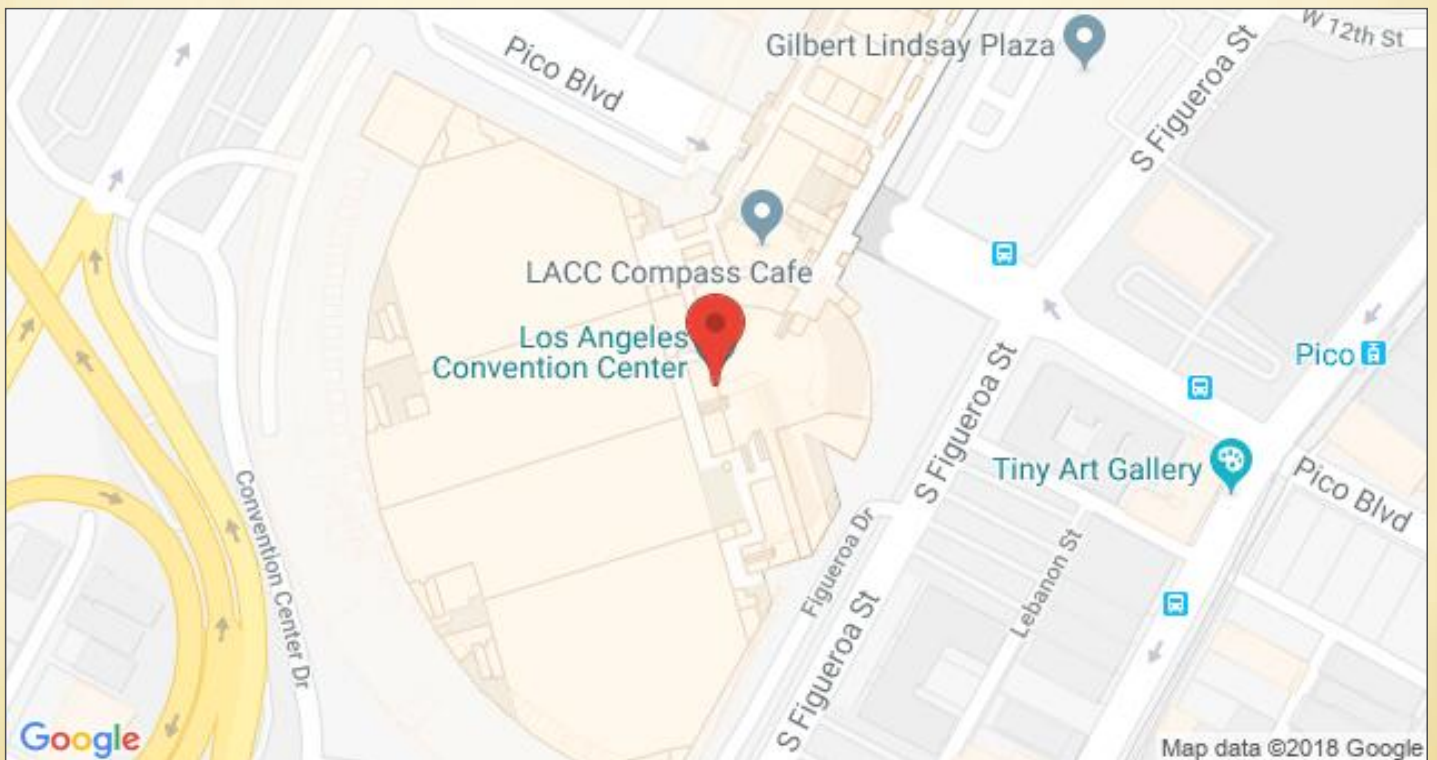 W 12th St
Gilbert Lindsay Plaza
Pico Blvd
S Figueroa St
LACC Compass Cafe
Los Angeles
Convention Center
Pico
S Figueroa St
Tiny Art Gallery
Pico Blvd
Convention Center Dr
Figueroa Dr
Lebanon St
S Figueroa St
Google
Map data ©2018 Google